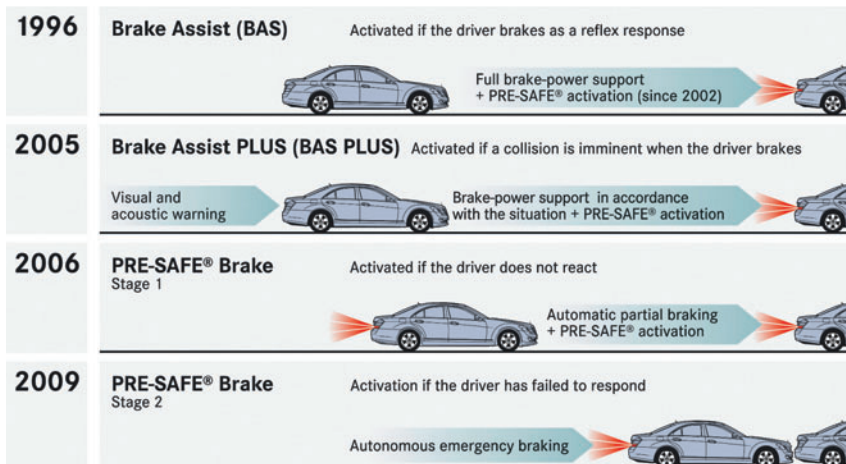 1996
Brake Assist (BAS)
Activated if the driver brakes as a reflex response
Full brake-power support
+ PRE-SAFE® activation (since 2002)
2005
Brake Assist PLUS (BAS PLUS)
Activated if a collision is imminent when the driver brakes
Visual and
acoustic warning
Brake-power support in accordance
with the situation + PRE-SAFE® activation
2006
PRE-SAFE® Brake
Stage 1
Activated if the driver does not react
Automatic partial braking
+ PRE-SAFE® activation
2009
PRE-SAFE® Brake
Stage 2
Activation if the driver has failed to respond
Autonomous emergency braking